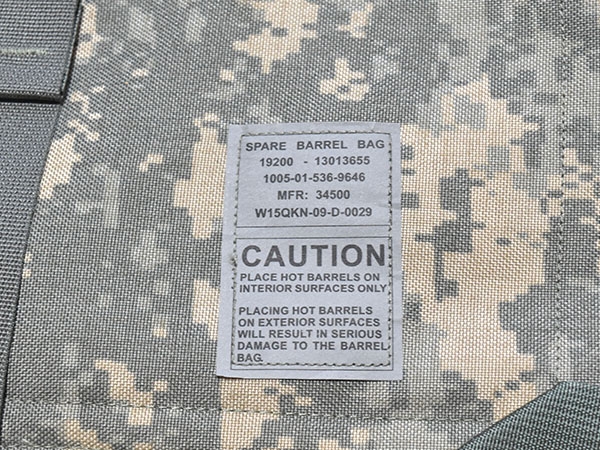 SPARE BARREL BAG
19200 - 13013655
1005-01-536-9646
MFR: 34500
W15QKN-09-D-0029
CAUTION
PLACE HOT BARRELS ON
INTERIOR SURFACES ONLY
PLACING HOT BARRELS
ON EXTERIOR SURFACES
WILL RESULT IN SERIOUS
DAMAGE TO THE BARREL
BAG.